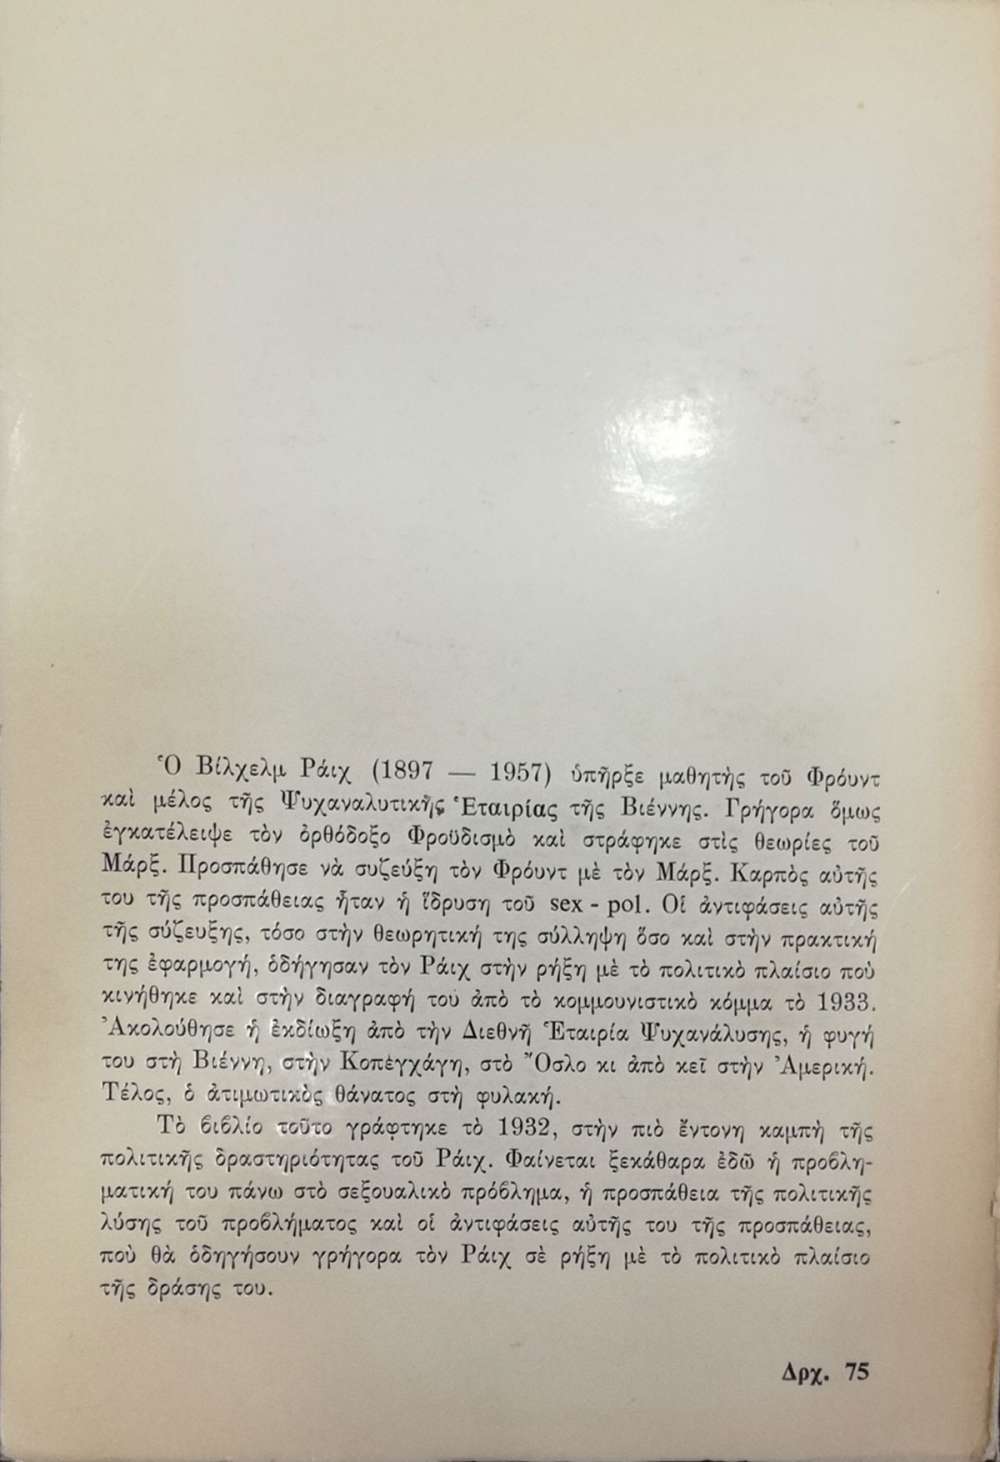 Ὁ Βίλχελμ Ράιχ (1897 — 1957) ὑπῆρξε μαθητὴς τοῦ Φρόυντ
καὶ μέλος τῆς Ψυχαναλυτικῆς Ἑταιρίας τῆς Βιέννης. Γρήγορα ὅμως
ἐγκατέλειψε τὸν ὀρθόδοξο Φροϋδισμὸ καὶ στράφηκε στὶς θεωρίες τοῦ
Μάρξ. Προσπάθησε νὰ συζεύξη τὸν Φρόυντ μὲ τὸν Μάρξ. Καρπὸς αὐτῆς
του τῆς προσπάθειας ἦταν ἡ ἵδρυση τοῦ sex - pol. Οἱ ἀντιφάσεις αὐτῆς
τῆς σύζευξης, τόσο στὴν θεωρητική της σύλληψη ὅσο καὶ στὴν πρακτική
της ἐφαρμογή, ὁδήγησαν τὸν Ράιχ στὴν ρήξη μὲ τὸ πολιτικὸ πλαίσιο ποὺ
κινήθηκε καὶ στὴν διαγραφή του ἀπὸ τὸ κομμουνιστικὸ κόμμα τὸ 1933.
Ἀκολούθησε ἡ ἐκδίωξη ἀπὸ τὴν Διεθνῆ Ἑταιρία Ψυχανάλυσης, ἡ φυγή
του στὴ Βιέννη, στὴν Κοπὲγχάγη, στὸ Ὄσλο κι ἀπὸ κεῖ στὴν Ἀμερική.
Τέλος, ὁ ἀτιμωτικὸς θάνατος στὴ φυλακή.
Τὸ βιβλίο τοῦτο γράφτηκε τὸ 1932, στὴν πιὸ ἔντονη καμπὴ τῆς
πολιτικῆς δραστηριότητας τοῦ Ράιχ. Φαίνεται ξεκάθαρα ἐδῶ ἡ προβλη-
ματική του πάνω στὸ σεξουαλικὸ πρόβλημα, ἡ προσπάθεια τῆς πολιτικῆς
λύσης τοῦ προβλήματος καὶ οἱ ἀντιφάσεις αὐτῆς του τῆς προσπάθειας,
ποὺ θὰ ὁδηγήσουν γρήγορα τὸν Ράιχ σὲ ρήξη μὲ τὸ πολιτικὸ πλαίσιο
τῆς δράσης του.
Δρχ. 75